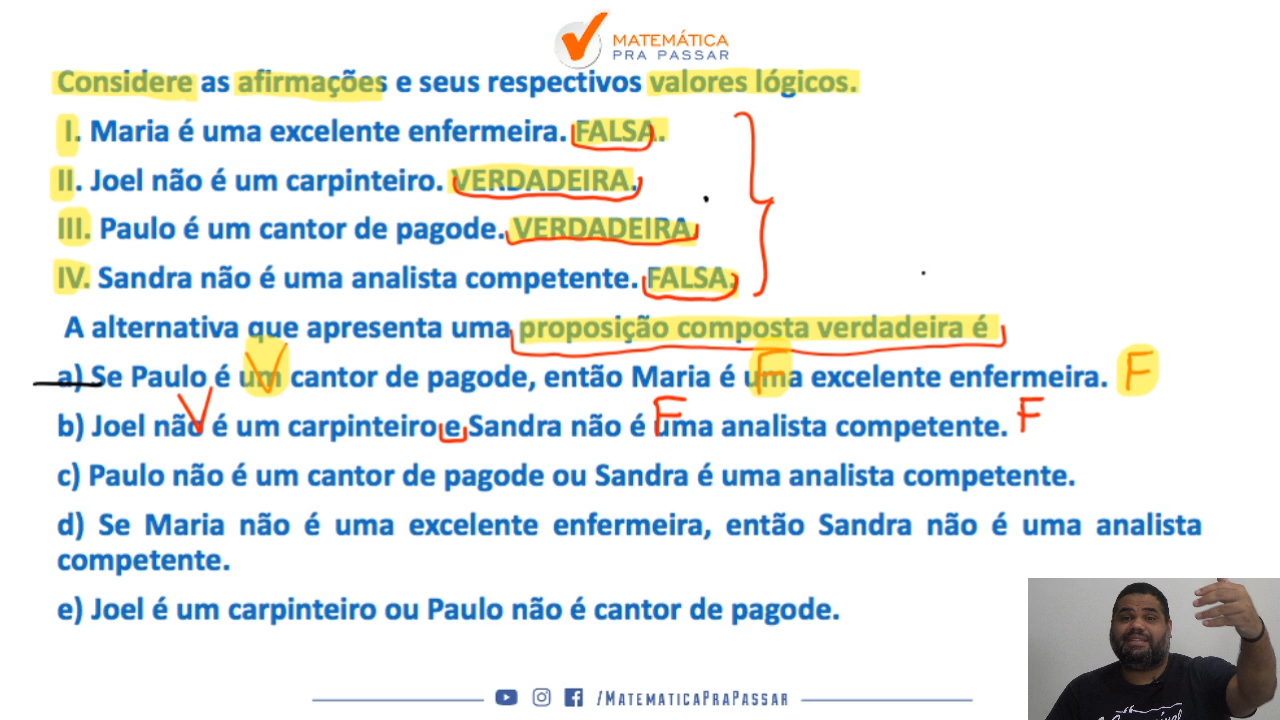 MATEMÁTICA
PRA PASSAR
Considere as afirmações e seus respectivos valores lógicos.
I. Maria é uma excelente enfermeira. FALSA.
II. Joel não é um carpinteiro. VERDADEIRA.
III. Paulo é um cantor de pagode. VERDADEIRA.
IV. Sandra não é uma analista competente. FALSA.
A alternativa que apresenta uma proposição composta verdadeira é
V F
a) Se Paulo é um cantor de pagode, então Maria é uma excelente enfermeira. F
V F F
b) Joel não é um carpinteiro e Sandra não é uma analista competente.
c) Paulo não é um cantor de pagode ou Sandra é uma analista competente.
d) Se Maria não é uma excelente enfermeira, então Sandra não é uma analista
competente.
e) Joel é um carpinteiro ou Paulo não é cantor de pagode.
/MATEMATICAPRAPASSAR